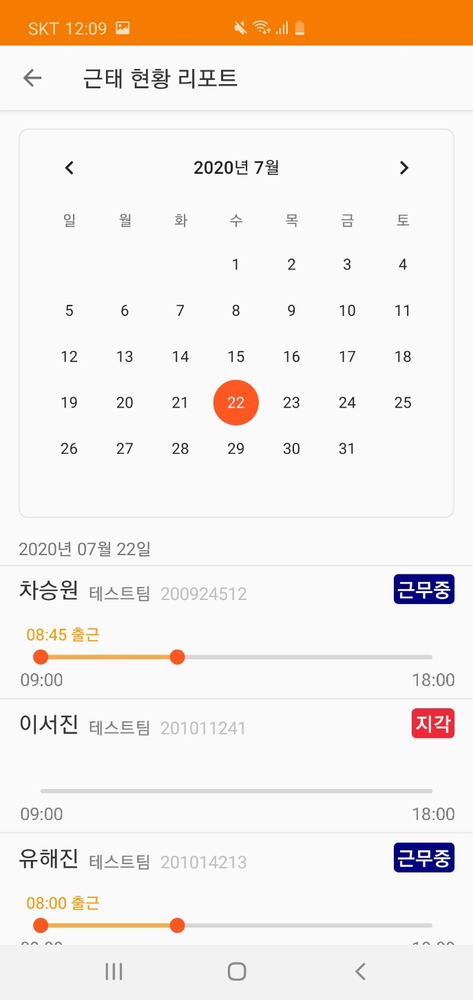 SKT 12:09
근태 현황 리포트
2020년 7월
일 월 화 수 목 금 토
1 2 3 4
5 6 7 8 9 10 11
12 13 14 15 16 17 18
19 20 21 22 23 24 25
26 27 28 29 30 31
2020년 07월 22일
차승원 테스트팀 200924512 근무중
08:45 출근
09:00 18:00
이서진 테스트팀 201011241 지각
09:00 18:00
유해진 테스트팀 201014213 근무중
08:00 출근